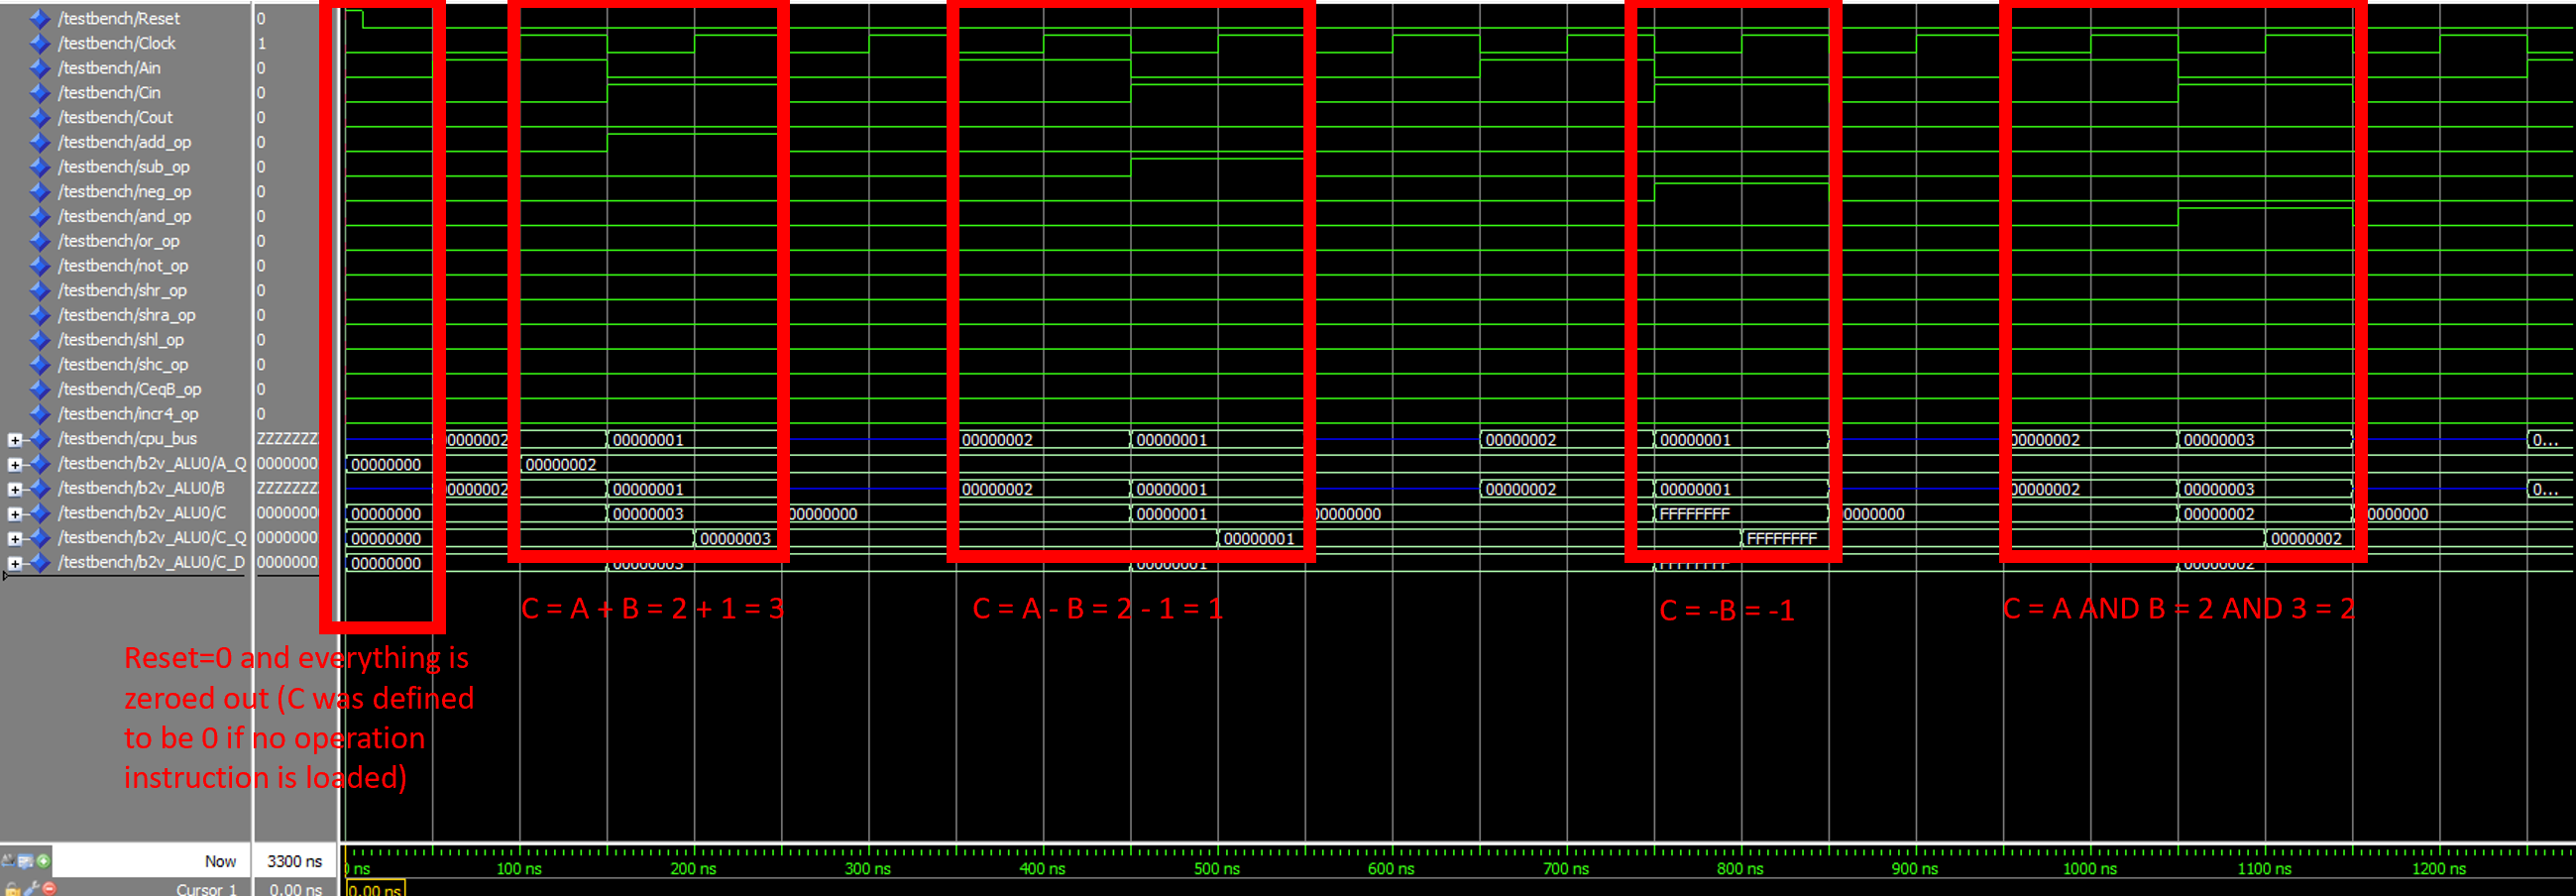 /testbench/Reset 0
/testbench/Clock 1
/testbench/Ain 0
/testbench/Cin 0
/testbench/Cout 0
/testbench/add_op 0
/testbench/sub_op 0
/testbench/neg_op 0
/testbench/and_op 0
/testbench/or_op 0
/testbench/not_op 0
/testbench/shr_op 0
/testbench/shra_op 0
/testbench/shl_op 0
/testbench/shc_op 0
/testbench/CeqB_op 0
/testbench/incr4_op 0
/testbench/cpu_bus ZZZZZZZZ 00000002 00000001 00000002 00000001 00000002 00000001 00000002 00000003 0...
/testbench/b2v_ALU0/A_Q 0000000 00000000 00000002
/testbench/b2v_ALU0/B ZZZZZZZZ 00000002 00000001 00000002 00000001 00000002 00000001 00000002 00000003 0...
/testbench/b2v_ALU0/C 0000000 00000000 00000003 00000000 00000001 00000000 FFFFFFFF 0000000 00000002 0000000
/testbench/b2v_ALU0/C_Q 0000000 00000000 00000003 00000001 FFFFFFFF 00000002
/testbench/b2v_ALU0/C_D 0000000 00000000 00000003 00000001 FFFFFFFF 00000002
C = A + B = 2 + 1 = 3
C = A - B = 2 - 1 = 1
C = -B = -1
C = A AND B = 2 AND 3 = 2
Reset=0 and everything is
zeroed out (C was defined
to be 0 if no operation
instruction is loaded)
Now 3300 ns
0 ns 100 ns 200 ns 300 ns 400 ns 500 ns 600 ns 700 ns 800 ns 900 ns 1000 ns 1100 ns 1200 ns
Cursor 1 0.00 ns 0.00 ns